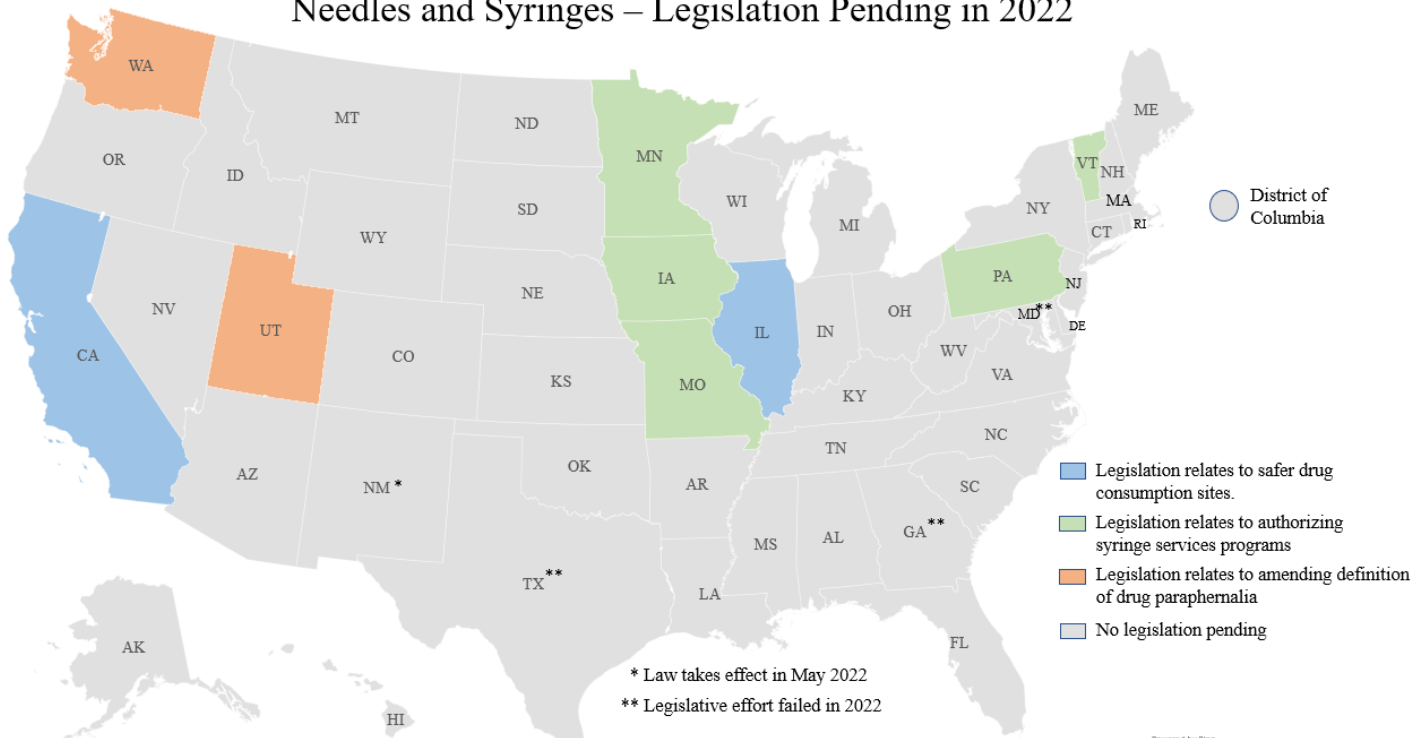 Needles and Syringes – Legislation Pending in 2022
WA
MT
ND
MN
ME
OR
ID
SD
WI
MI
NY
VT
NH
MA
RI
CT
District of
Columbia
WY
NE
IA
PA
NJ
MD**
DE
NV
UT
CO
CA
KS
MO
IL
IN
OH
WV
VA
KY
TN
NC
AZ
NM *
OK
AR
SC
MS
AL
GA**
TX**
LA
FL
AK
HI
Legislation relates to safer drug
consumption sites.
Legislation relates to authorizing
syringe services programs
Legislation relates to amending definition
of drug paraphernalia
No legislation pending
* Law takes effect in May 2022
** Legislative effort failed in 2022